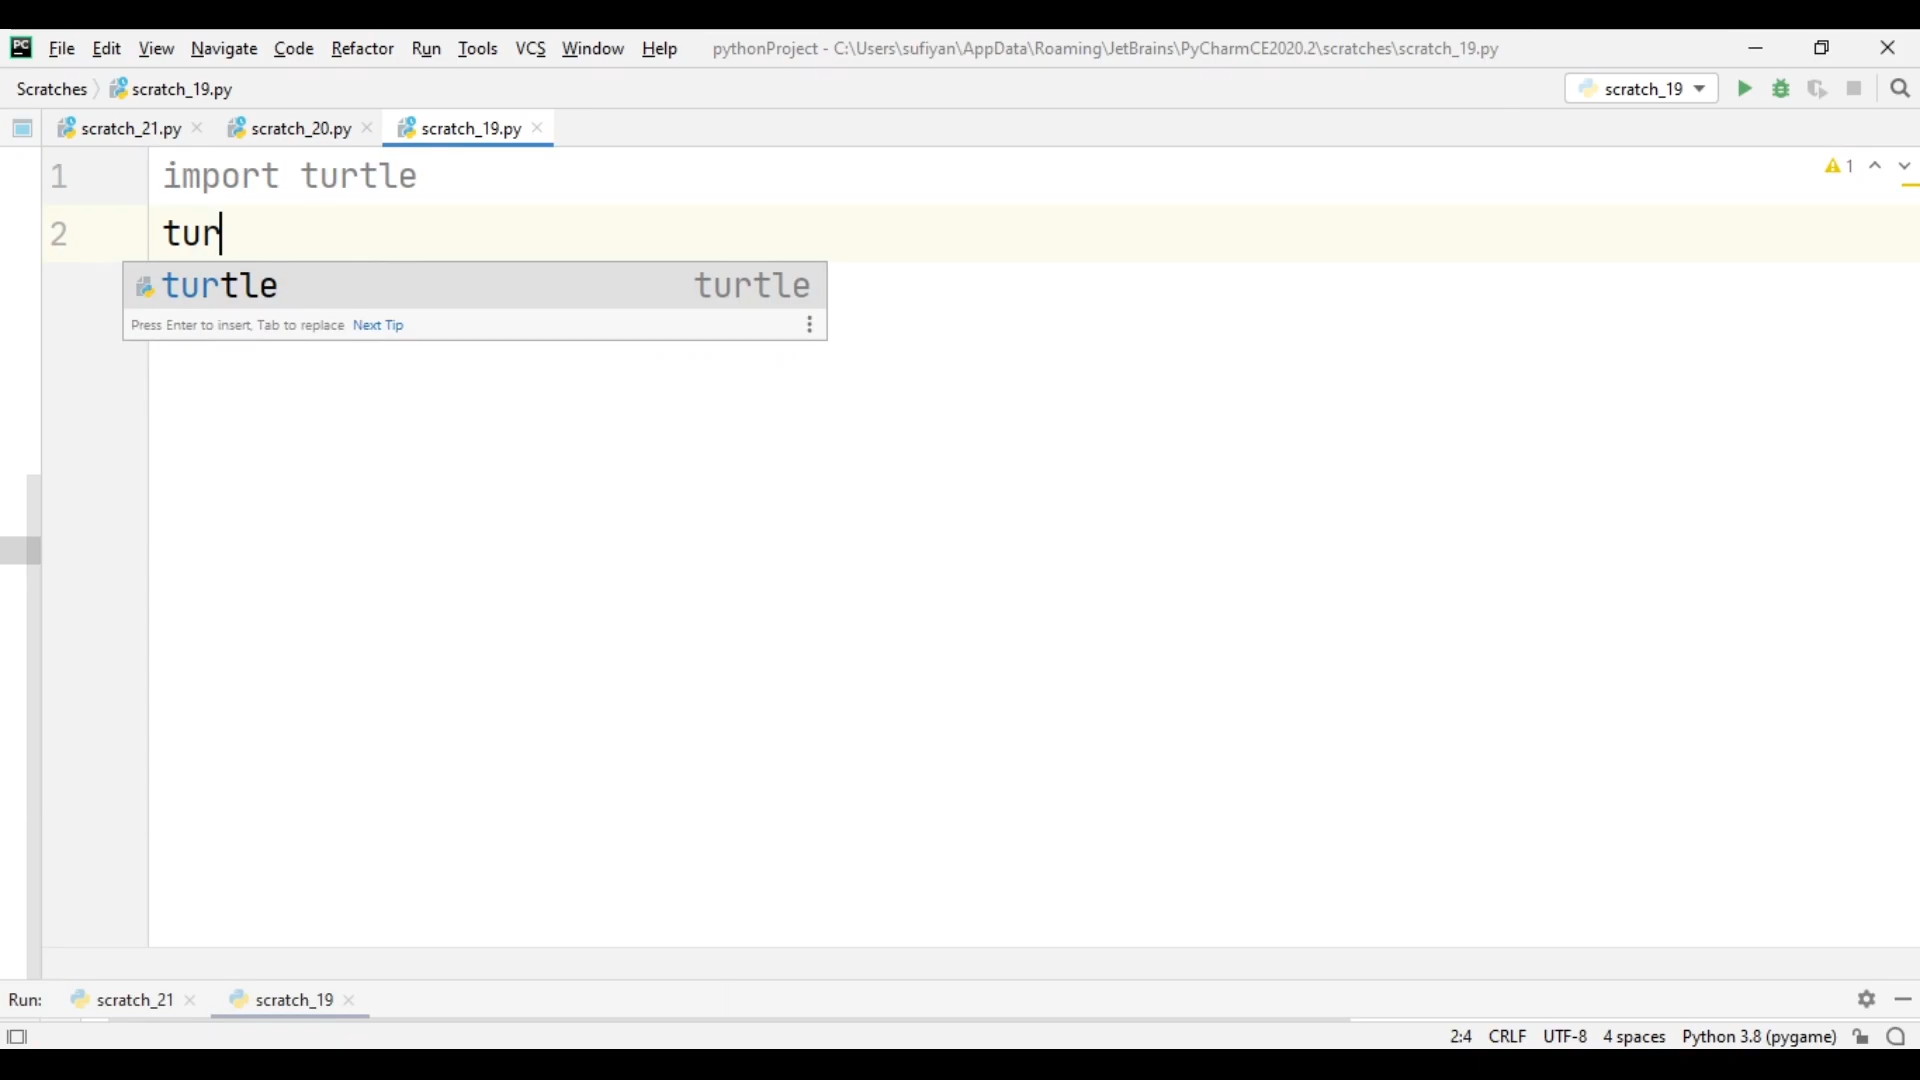 PC File Edit View Navigate Code Refactor Run Tools VCS Window Help pythonProject - C:\Users\sufiyan\AppData\Roaming\JetBrains\PyCharmCE2020.2\scratches\scratch_19.py
Scratches scratch_19.py scratch_19
scratch_21.py scratch_20.py scratch_19.py
1 import turtle 1
2 tur
turtle turtle
Press Enter to insert, Tab to replace Next Tip
Run: scratch_21 scratch_19
2:4 CRLF UTF-8 4 spaces Python 3.8 (pygame)